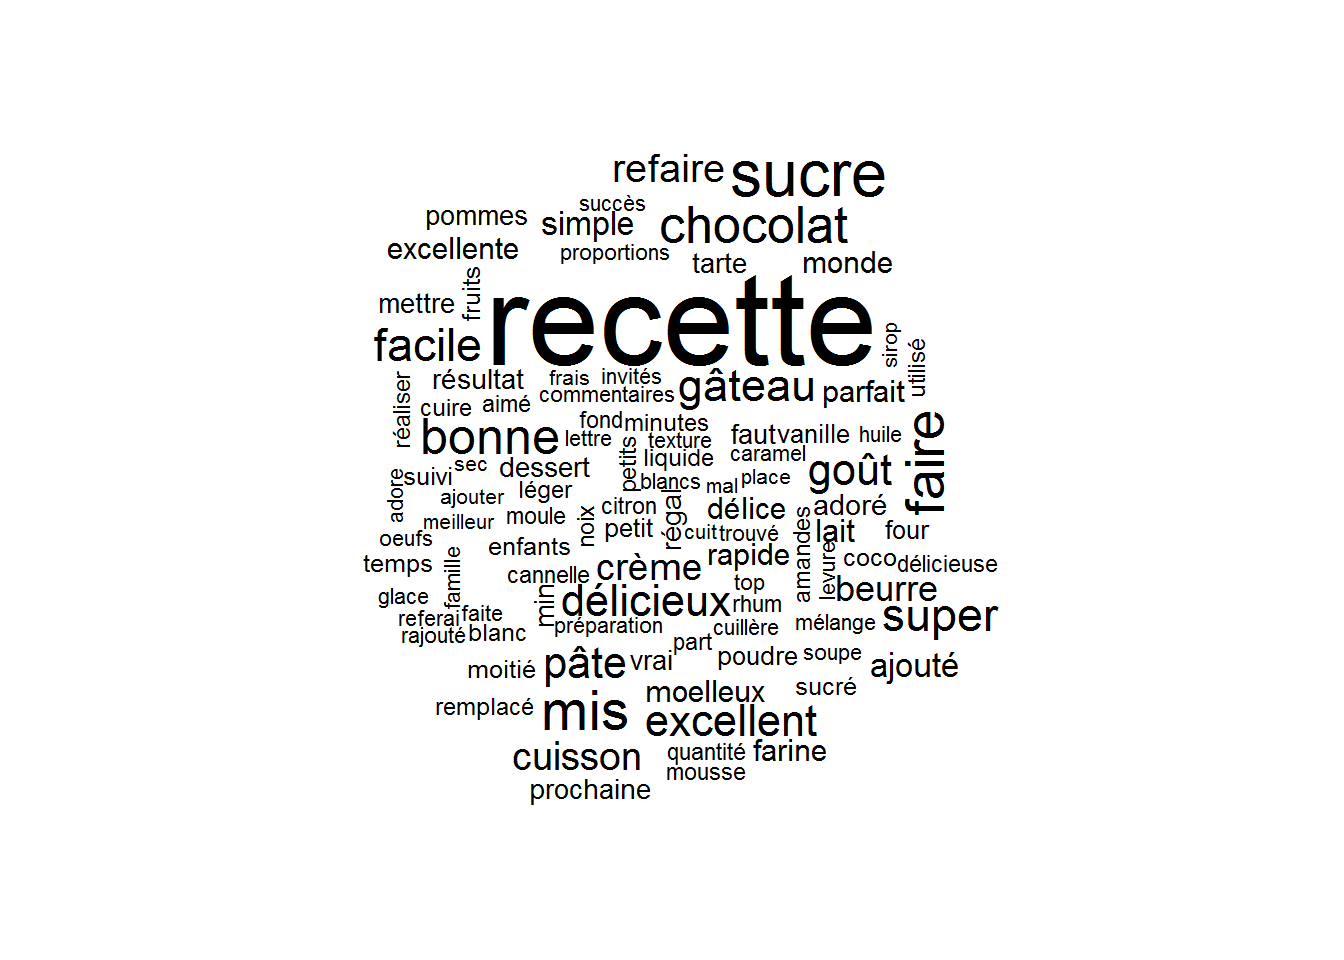 refaire sucre
succès
pommes simple chocolat
excellente proportions tarte monde
mettre fruits recette
facile sirop utilisé
résultat frais invités gâteau parfait
réaliser cuire aimé commentaires
bonne fond minutes faut vanille huile faire
lettre texture
adore suivi sec dessert petits liquide caramel goût
ajouter léger blancs mal place
meilleur moule noix citron régal délice adoré
oeufs petit cuit trouvé amandes lait four
temps famille enfants crème rapide levure coco délicieuse
cannelle top
glace min délicieux rhum beurre
referai faite super
rajouté blanc préparation cuillère mélange
moitié pâte vrai part poudre soupe ajouté
remplacé mis moelleux sucré
excellent
cuisson quantité farine
mousse
prochaine